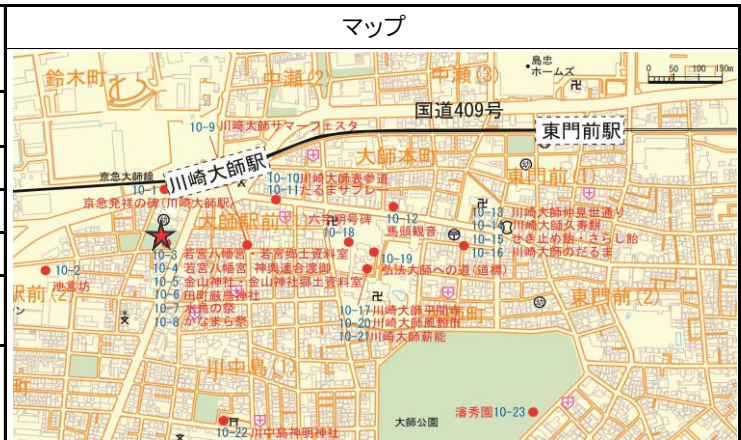 マップ
鈴木町
中瀬(2)
中瀬(3)
島忠
ホームズ
0 50 100 150m
国道409号
10-9 川崎大師サマーフェスタ
東門前駅
京急大師線
川崎大師駅
大師本町
東門前(1)
10-1
京急発祥の碑(川崎大師駅)
10-10 川崎大師表参道
10-11 だるまサブレー
大師駅前(1)
六字名号碑
10-18
10-12
馬頭観音
10-13 川崎大師仲見世通り
10-14 川崎大師久寿餅
10-15 せき止め飴・さらし飴
10-16 川崎大師のだるま
10-3 若宮八幡宮・若宮郷土資料室
10-4 若宮八幡宮 神輿連合渡御
10-5 金山神社・金山神社郷土資料室
10-6 田町厳島神社
10-7 水鳥の祭
10-8 かなまら祭
10-19
弘法大師への道(道標)
10-2
池宮坊
駅前(2)
ン
10-17 川崎大師平間寺
10-20 川崎大師風鈴市
10-21 川崎大師薪能
町
東門前(2)
川中島(1)
大師公園
瀋秀園 10-23
10-22 川中島神明神社
町